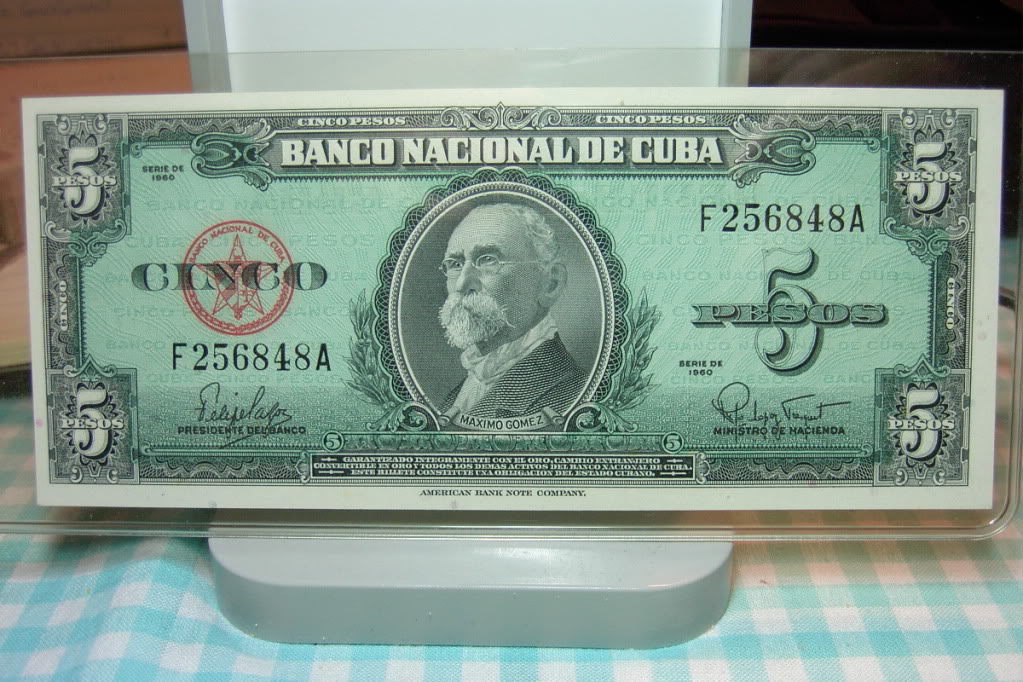 CINCO PESOS CINCO PESOS
5 PESOS
BANCO NACIONAL DE CUBA
5 PESOS
SERIE DE
1960
F256848A
BANCO NACIONAL DE CUBA
CINCO
5
PESOS
CINCO
CINCO
F256848A
SERIE DE
1960
5 PESOS
PRESIDENTE DEL BANCO
MAXIMO GOMEZ
MINISTRO DE HACIENDA
5 PESOS
5
5
GARANTIZADO INTEGRAMENTE CON EL ORO, CAMBIO EXTRANJERO
CONVERTIBLE EN ORO Y TODOS LOS DEMAS ACTIVOS DEL BANCO NACIONAL DE CUBA.
ESTE BILLETE CONSTITUYE UNA OBLIGACION DEL ESTADO CUBANO.
AMERICAN BANK NOTE COMPANY.